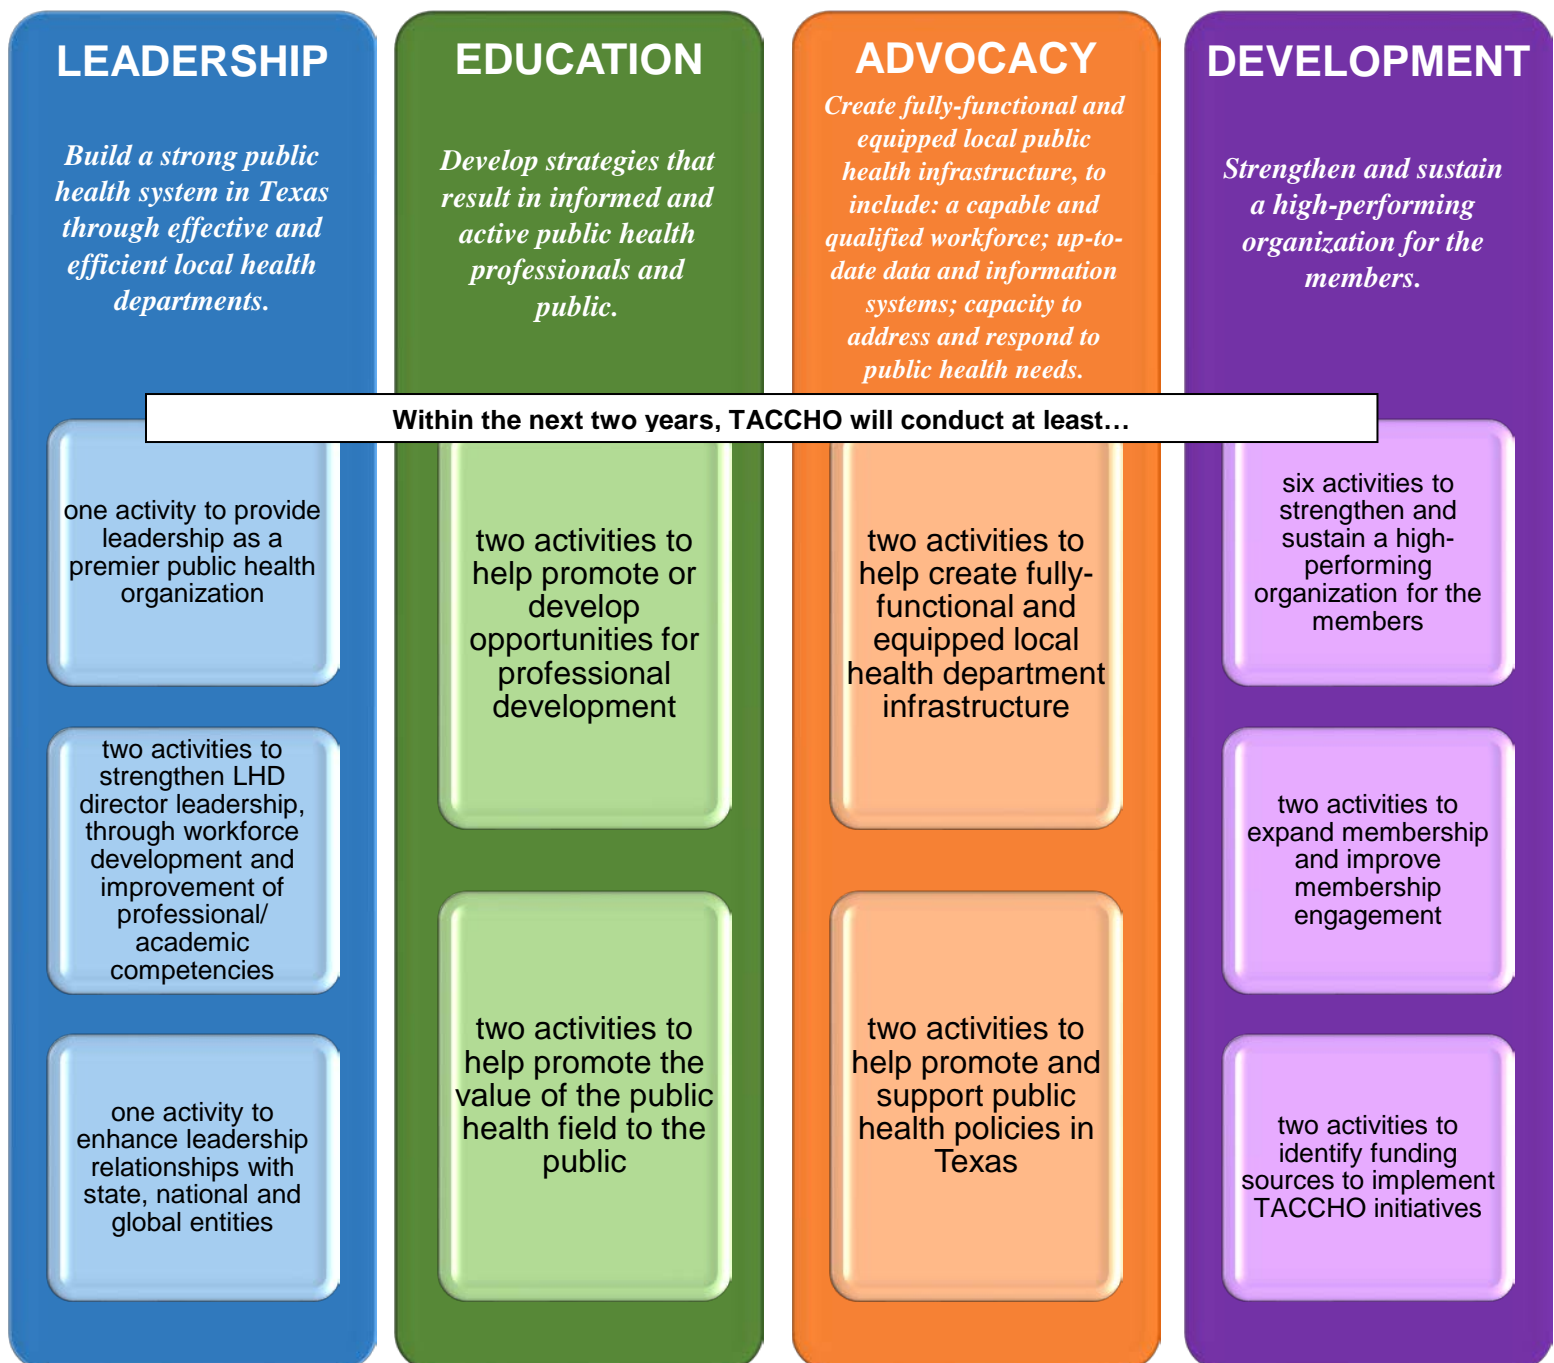 LEADERSHIP
Build a strong public
health system in Texas
through effective and
efficient local health
departments.
EDUCATION
Develop strategies that
result in informed and
active public health
professionals and
public.
ADVOCACY
Create fully-functional and
equipped local public
health infrastructure, to
include: a capable and
qualified workforce; up-to-
date data and information
systems; capacity to
address and respond to
public health needs.
DEVELOPMENT
Strengthen and sustain
a high-performing
organization for the
members.
Within the next two years, TACCHO will conduct at least…
one activity to provide
leadership as a
premier public health
organization
two activities to
strengthen LHD
director leadership,
through workforce
development and
improvement of
professional/
academic
competencies
one activity to
enhance leadership
relationships with
state, national and
global entities
two activities to
help promote or
develop
opportunities for
professional
development
two activities to
help promote the
value of the public
health field to the
public
two activities to
help create fully-
functional and
equipped local
health department
infrastructure
two activities to
help promote and
support public
health policies in
Texas
six activities to
strengthen and
sustain a high-
performing
organization for the
members
two activities to
expand membership
and improve
membership
engagement
two activities to
identify funding
sources to implement
TACCHO initiatives